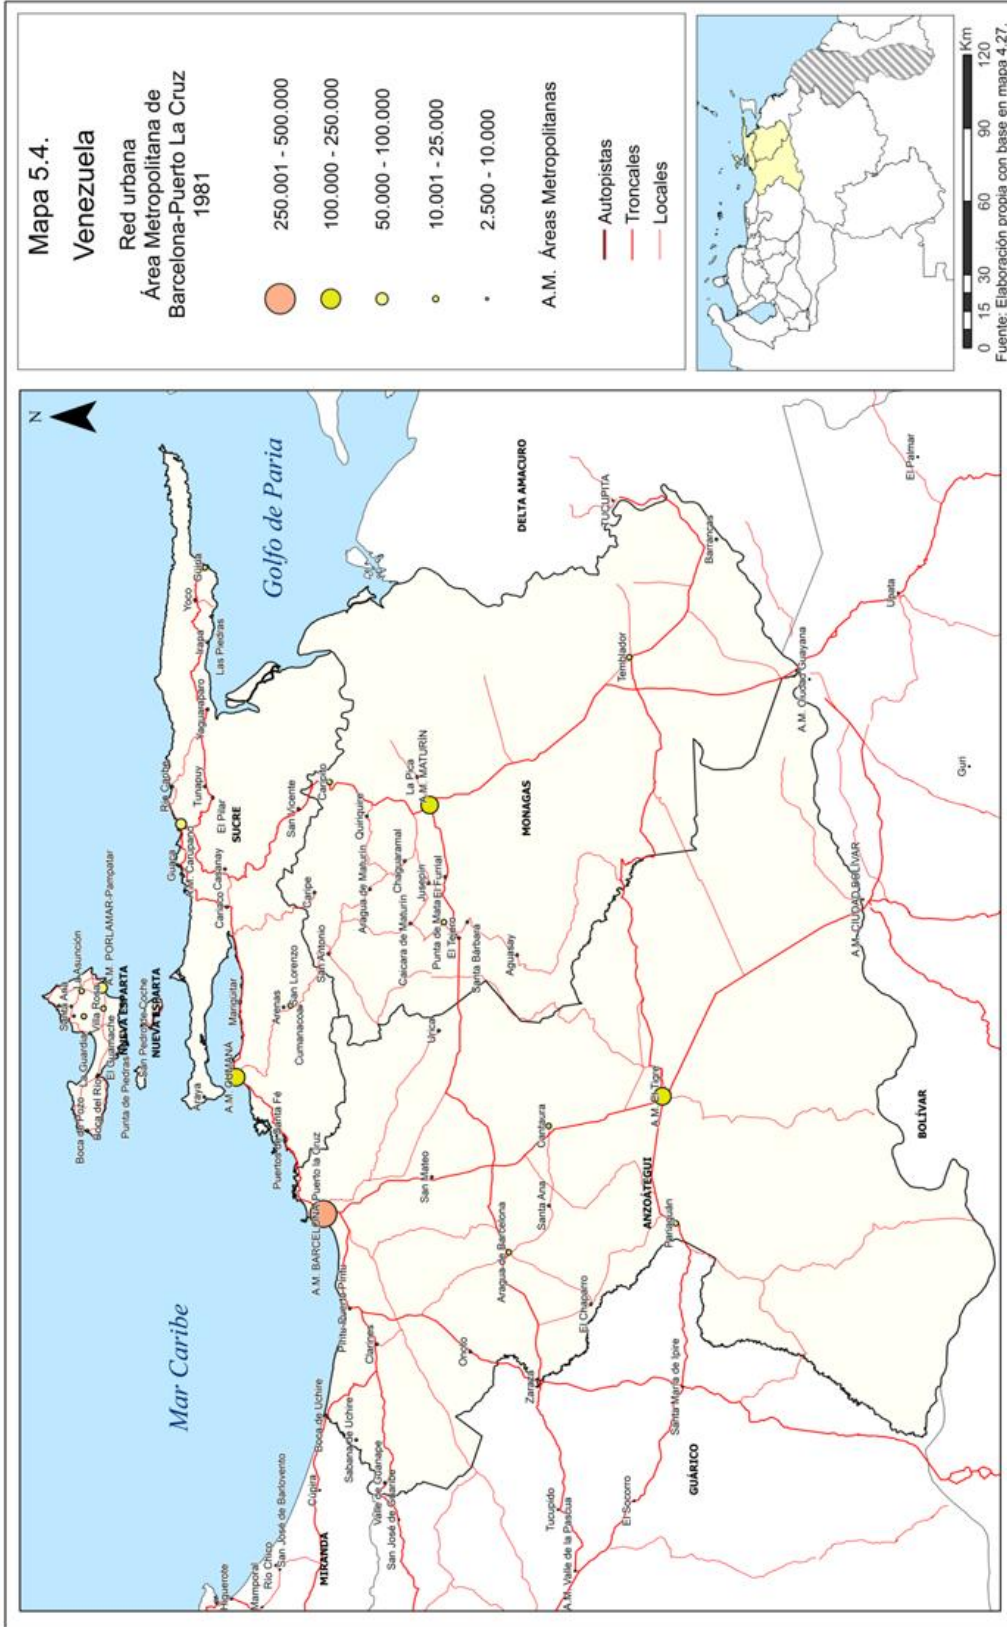 Mapa 5.4.
Venezuela
Red urbana
Área Metropolitana de
Barcelona-Puerto La Cruz
1981
250.001 - 500.000
100.000 - 250.000
50.000 - 100.000
10.001 - 25.000
2.500 - 10.000
A.M. Áreas Metropolitanas
Autopistas
Troncales
Locales
0 15 30 60 90 120
Km
Fuente: Elaboración propia con base en mapa 4.27.
N
Mar Caribe
Golfo de Paria
Santa Ana
La Asunción
A.M. PORLAMAR-Pampatar
Villa Rosa
La Guardia
Boca de Pozo
Boca del Río
El Guamache
Punta de Piedras
NUEVA ESPARTA
San Pedro de Coche
NUEVA ESPARTA
Araya
A.M. CUMANÁ
Marigüitar
Cariaco
Casanay
Guaca
A.M. Carúpano
Río Caribe
Tunapuy
El Pilar
SUCRE
Yaguaraparo
Irapa
Yoco
Güiria
Las Piedras
Puertos de Santa Fé
Arenas
San Lorenzo
Cumanacoa
San Antonio
Caripe
San Vicente
Caripito
A.M. BARCELONA-Puerto la Cruz
Píritu-Puerto Píritu
Clarines
Boca de Uchire
Sabana de Uchire
Valle de Guanape
San José de Guaribe
Cúpira
San José de Barlovento
Río Chico
Mamporal
Higuerote
MIRANDA
Quiriquire
La Pica
A.M. MATURÍN
Aragua de Maturín
Chaguaramal
Jusepín
El Furrial
Caicara de Maturín
Punta de Mata
El Tejero
Santa Bárbara
Aguasay
Urica
San Mateo
Onoto
Aragua de Barcelona
Santa Ana
Cantaura
El Chaparro
Zaraza
Tucupido
A.M. Valle de la Pascua
El Socorro
Santa María de Ipire
GUÁRICO
Pariaguán
ANZOÁTEGUI
A.M. El Tigre
MONAGAS
DELTA AMACURO
TUCUPITA
Barrancas
Temblador
A.M. Ciudad Guayana
Upata
El Palmar
Guri
A.M. CIUDAD BOLÍVAR
BOLÍVAR